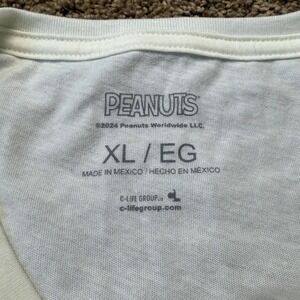 PEANUTS
©2024 Peanuts Worldwide LLC.
XL / EG
MADE IN MEXICO / HECHO EN MÉXICO
C-LIFE GROUP
c-lifegroup.com